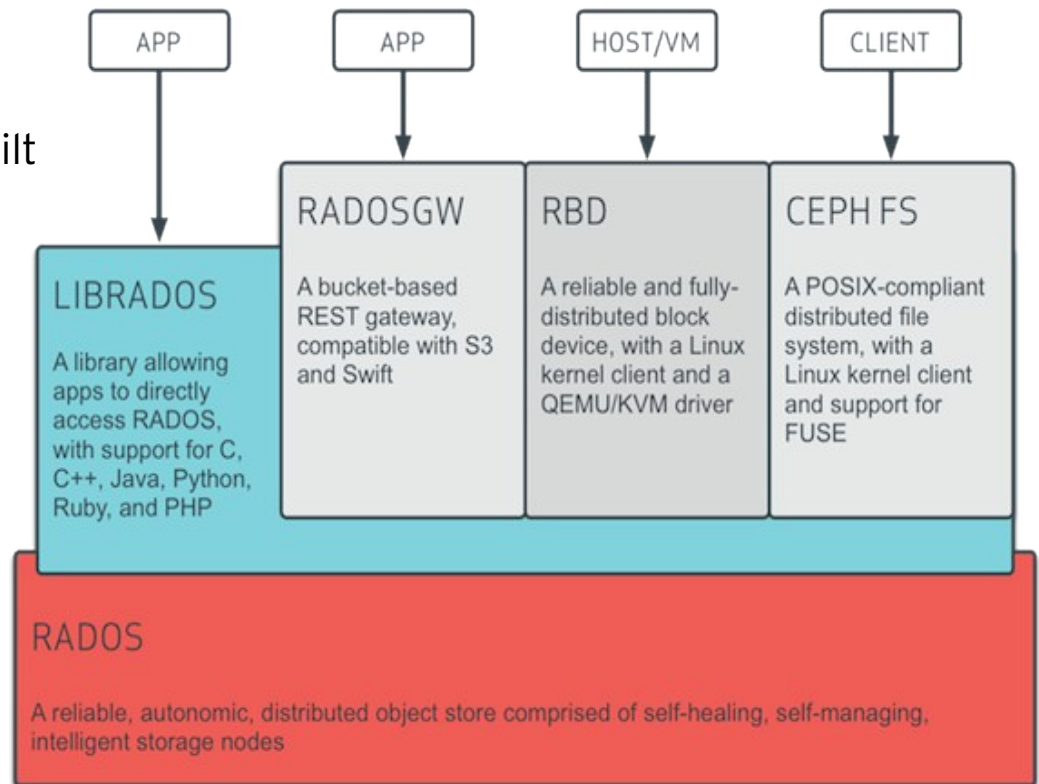 APP
APP
HOST/VM
CLIENT
ilt
RADOSGW
A bucket-based
REST gateway,
compatible with S3
and Swift
RBD
A reliable and fully-
distributed block
device, with a Linux
kernel client and a
QEMU/KVM driver
CEPH FS
A POSIX-compliant
distributed file
system, with a
Linux kernel client
and support for
FUSE
LIBRADOS
A library allowing
apps to directly
access RADOS,
with support for C,
C++, Java, Python,
Ruby, and PHP
RADOS
A reliable, autonomic, distributed object store comprised of self-healing, self-managing,
intelligent storage nodes